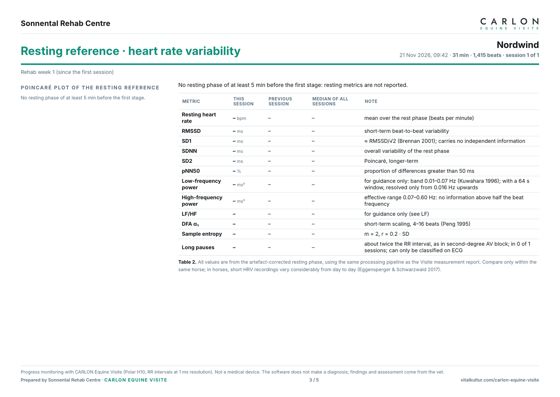 Sonnental Rehab Centre
CARLON
EQUINE VISITE
Resting reference · heart rate variability
Nordwind
21 Nov 2026, 09:42 · 31 min · 1,415 beats · session 1 of 1
Rehab week 1 (since the first session)
POINCARÉ PLOT OF THE RESTING PHASE
No resting phase of at least 5 min before the first stage.
No resting phase of at least 5 min before the first stage: resting metrics are not reported.
METRIC THIS SESSION PREVIOUS SESSION MEDIAN OF ALL SESSIONS NOTE
Resting heart rate – bpm – – mean over the rest phase (beats per minute)
RMSSD – ms – – short-term beat-to-beat variability
SD1 – ms – – = RMSSD/√2 (Brennan 2001); carries no independent information
SDNN – ms – – overall variability of the rest phase
SD2 – ms – – Poincaré, longer-term
pNN50 – % – – proportion of differences greater than 50 ms
Low-frequency power – ms² – – for guidance only: band 0.01–0.07 Hz (Kuwahara 1996); with a 64 s window, resolved only from 0.016 Hz upwards
High-frequency power – ms² – – effective range 0.07–0.60 Hz; no information above half the beat frequency
LF/HF – – – for guidance only (see LF)
DFA α₁ – – – short-term scaling, 4–16 beats (Peng 1995)
Sample entropy – – – m = 2, r = 0.2 · SD
Long pauses – – – about twice the RR interval, as in second-degree AV block; in 0 of 1 sessions; can only be classified on ECG
Table 2. All values are from the artefact-corrected resting phase, using the same processing pipeline as the Visite measurement report. Compare only within the same horse; in horses, short HRV recordings vary considerably from day to day (Eggensperger & Schwarzwald 2017).
Progress monitoring with CARLON Equine Visite (Polar H10, RR intervals at 1 ms resolution). Not a medical device. The software does not make a diagnosis; findings and assessment come from the vet.
Prepared by Sonnental Rehab Centre · CARLON EQUINE VISITE
3 / 5
vitalkultur.com/carlon-equine-visite